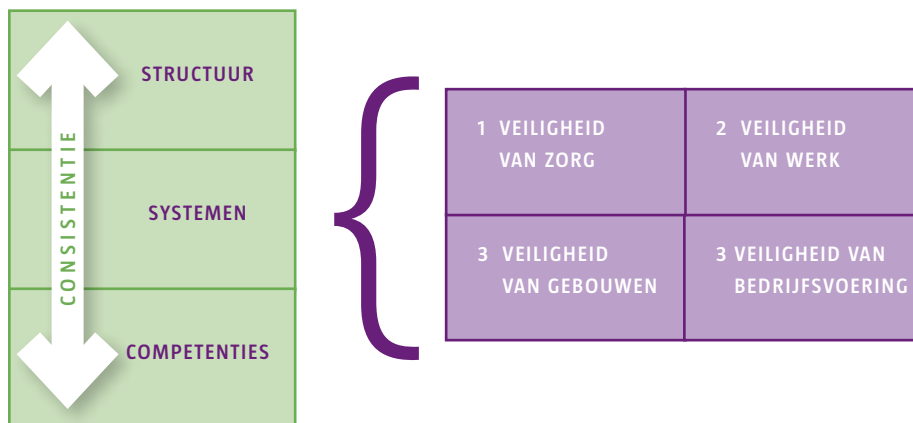 STRUCTUUR
SYSTEMEN
COMPETENTIES
CONSISTENTIE
1 VEILIGHEID
VAN ZORG
2 VEILIGHEID
VAN WERK
3 VEILIGHEID
VAN GEBOUWEN
3 VEILIGHEID VAN
BEDRIJFSVOERING